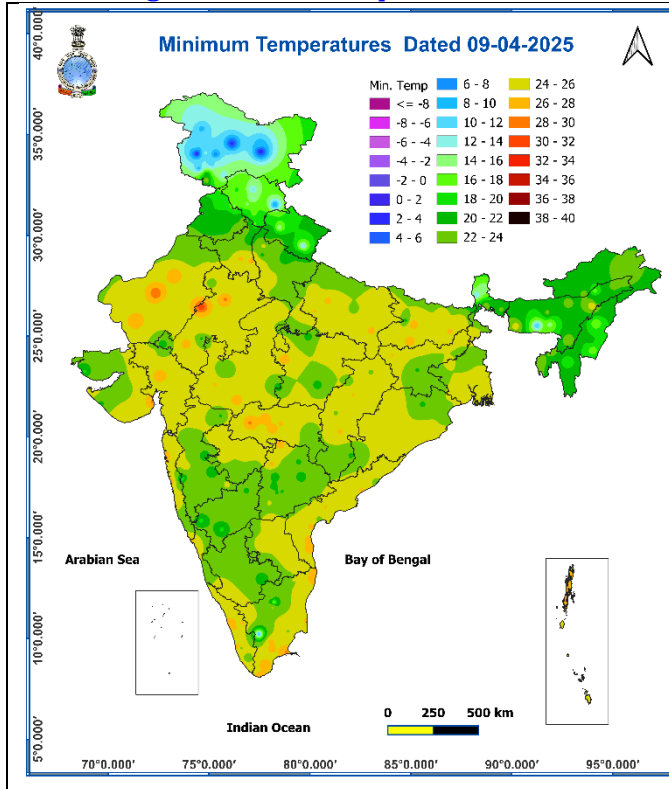 Minimum Temperatures Dated 09-04-2025
Min. Temp
<= -8
-8 - -6
-6 - -4
-4 - -2
-2 - 0
0 - 2
2 - 4
4 - 6
6 - 8
8 - 10
10 - 12
12 - 14
14 - 16
16 - 18
18 - 20
20 - 22
22 - 24
24 - 26
26 - 28
28 - 30
30 - 32
32 - 34
34 - 36
36 - 38
38 - 40
40°0.000'
35°0.000'
30°0.000'
25°0.000'
20°0.000'
15°0.000'
10°0.000'
5°0.000'
Arabian Sea
Bay of Bengal
Indian Ocean
0 250 500 km
70°0.000' 75°0.000' 80°0.000' 85°0.000' 90°0.000' 95°0.000'